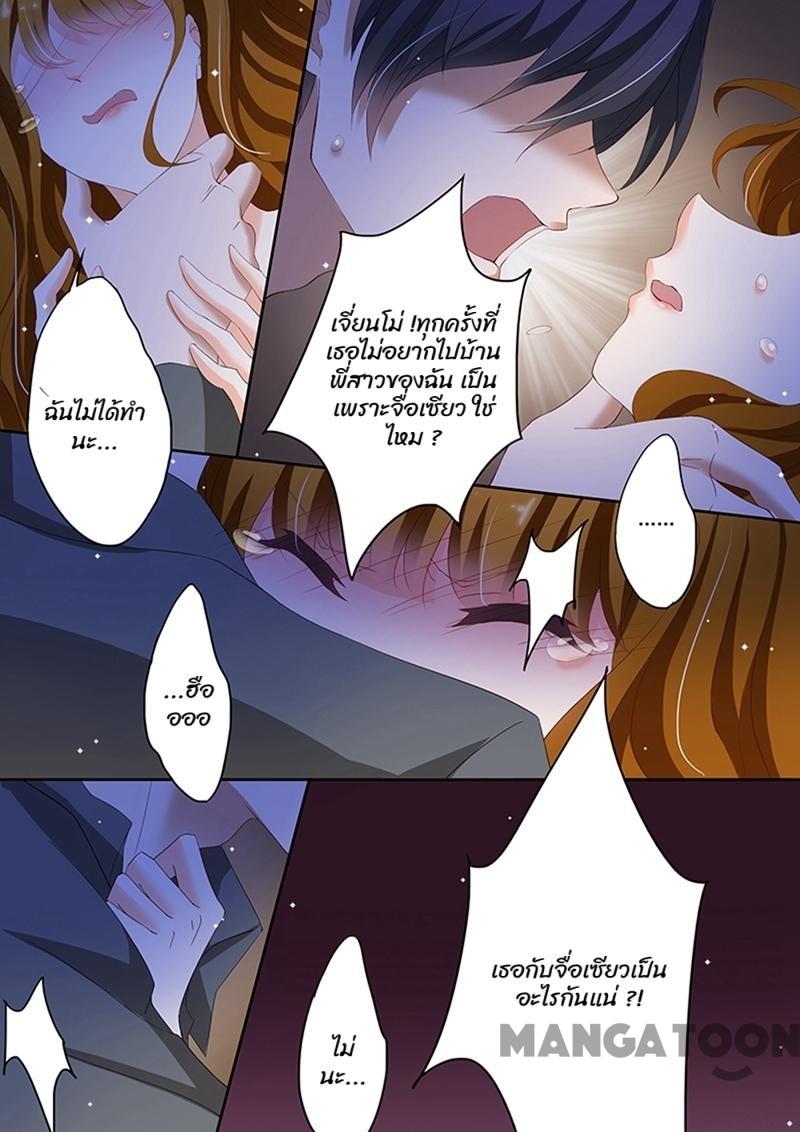 เจี่ยนโม่ !ทุกครั้งที่
เธอไม่อยากไปบ้าน
พี่สาวของฉัน เป็น
เพราะจื่อเซียว ใช่
ไหม ?
ฉันไม่ได้ทำ
นะ...
......
...ฮือ
อออ
เธอกับจื่อเซียวเป็น
อะไรกันแน่ ?!
ไม่
นะ...
MANGATOON